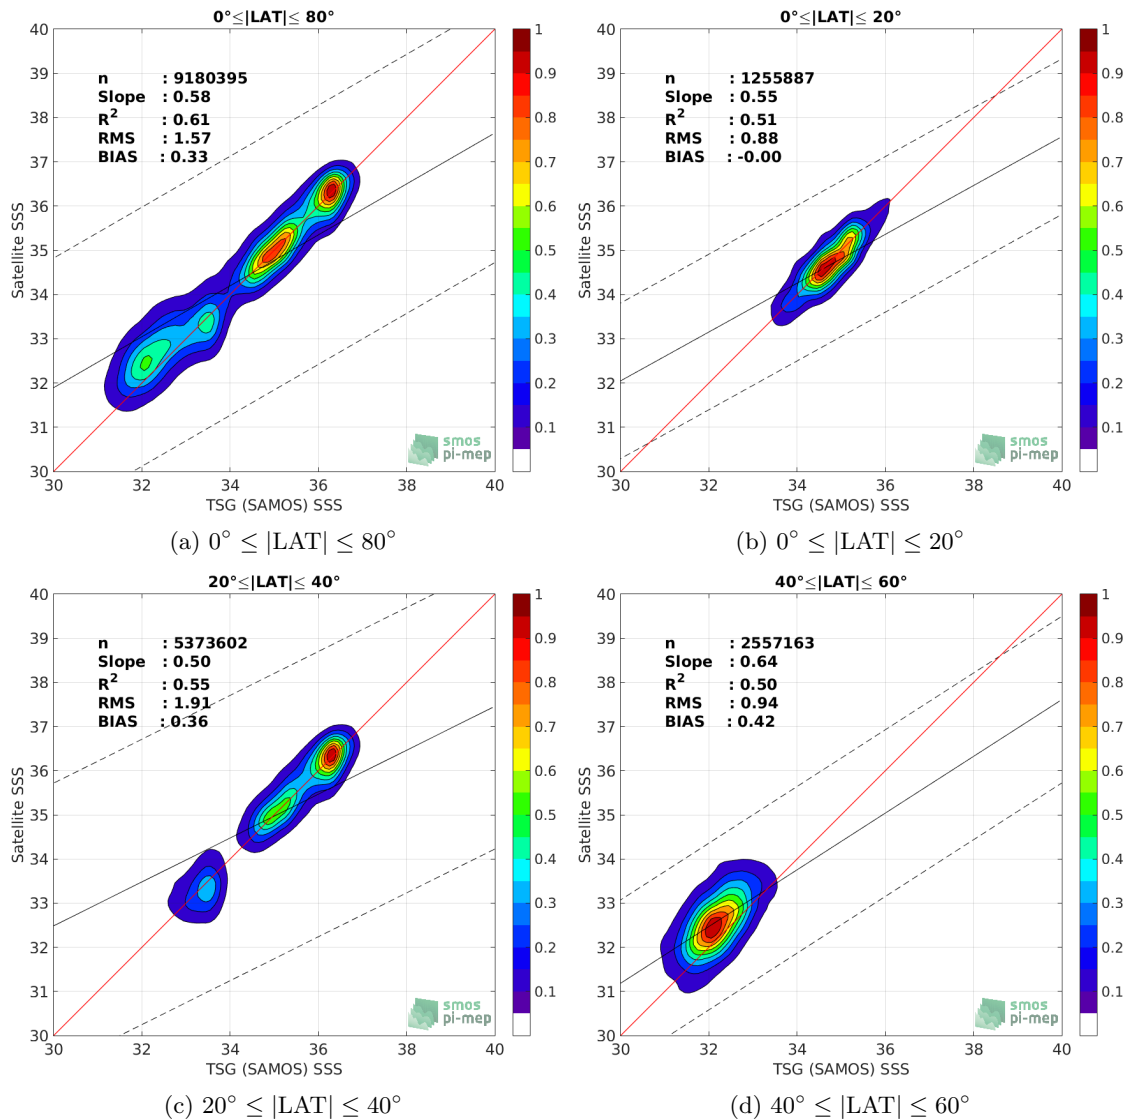 0°≤|LAT|≤ 80°
n : 9180395
Slope : 0.58
R² : 0.61
RMS : 1.57
BIAS : 0.33
Satellite SSS
40
39
38
37
36
35
34
33
32
31
30
30 32 34 36 38 40
TSG (SAMOS) SSS
1
0.9
0.8
0.7
0.6
0.5
0.4
0.3
0.2
0.1
smos
pi-mep
(a) 0° ≤ |LAT| ≤ 80°
0°≤|LAT|≤ 20°
n : 1255887
Slope : 0.55
R² : 0.51
RMS : 0.88
BIAS : -0.00
Satellite SSS
40
39
38
37
36
35
34
33
32
31
30
30 32 34 36 38 40
TSG (SAMOS) SSS
1
0.9
0.8
0.7
0.6
0.5
0.4
0.3
0.2
0.1
smos
pi-mep
(b) 0° ≤ |LAT| ≤ 20°
20°≤|LAT|≤ 40°
n : 5373602
Slope : 0.50
R² : 0.55
RMS : 1.91
BIAS : 0.36
Satellite SSS
40
39
38
37
36
35
34
33
32
31
30
30 32 34 36 38 40
TSG (SAMOS) SSS
1
0.9
0.8
0.7
0.6
0.5
0.4
0.3
0.2
0.1
smos
pi-mep
(c) 20° ≤ |LAT| ≤ 40°
40°≤|LAT|≤ 60°
n : 2557163
Slope : 0.64
R² : 0.50
RMS : 0.94
BIAS : 0.42
Satellite SSS
40
39
38
37
36
35
34
33
32
31
30
30 32 34 36 38 40
TSG (SAMOS) SSS
1
0.9
0.8
0.7
0.6
0.5
0.4
0.3
0.2
0.1
smos
pi-mep
(d) 40° ≤ |LAT| ≤ 60°